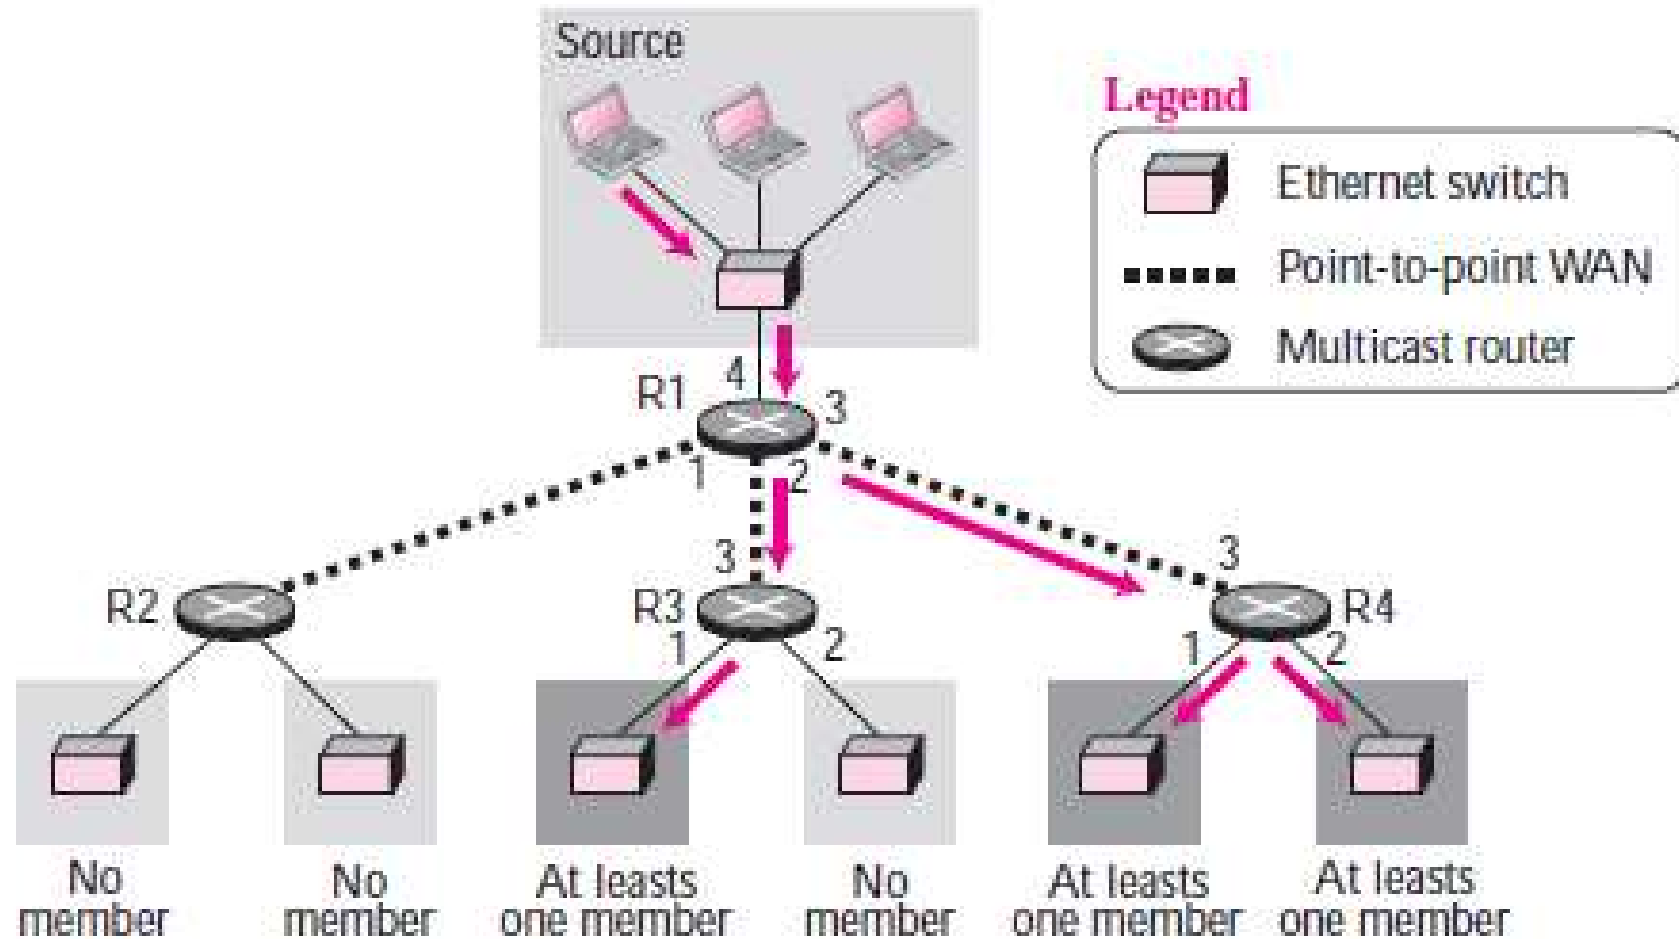 Source
Legend
Ethernet switch
Point-to-point WAN
Multicast router
4
R1
3
1
2
3
3
R2
R3
R4
1
2
1
2
No
member
No
member
At leasts
one member
No
member
At leasts
one member
At leasts
one member